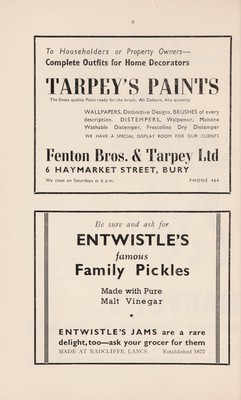 8
To Householders or Property Owners—
Complete Outfits for Home Decorators
TARPEY'S PAINTS
The finest quality Paint ready for the brush. All Colours. Any quantity
WALLPAPERS, Distinctive Designs. BRUSHES of every
description. DISTEMPERS, Walpamur, Matone
Washable Distemper, Frescolins Dry Distemper
WE HAVE A SPECIAL DISPLAY ROOM FOR OUR CLIENTS
Fenton Bros. & Tarpey Ltd
6 HAYMARKET STREET, BURY
We close on Saturdays at 6 p.m.
PHONE 464
Be sure and ask for
ENTWISTLE'S
famous
Family Pickles
Made with Pure
Malt Vinegar
ENTWISTLE'S JAMS are a rare
delight, too—ask your grocer for them
MADE AT RADCLIFFE, LANCS. Established 1877